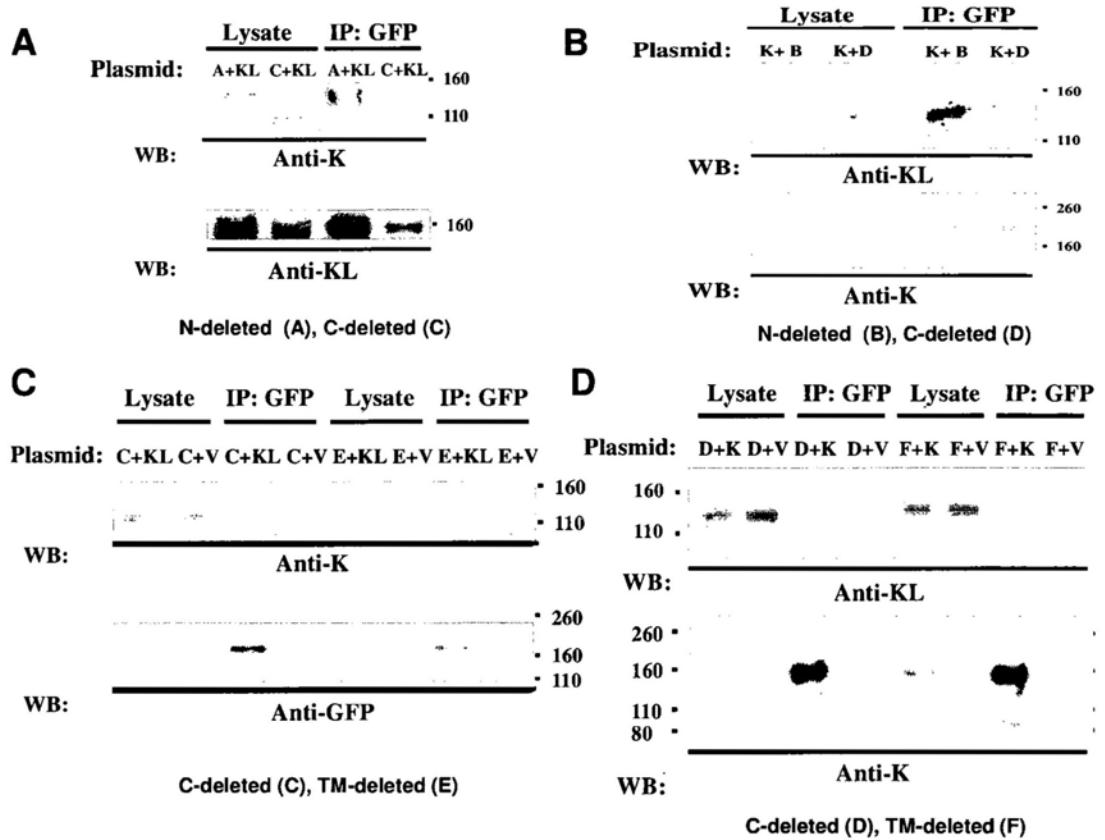 A
Lysate IP: GFP
Plasmid: A+KL C+KL A+KL C+KL
160
110
WB: Anti-K
160
WB: Anti-KL
N-deleted (A), C-deleted (C)
B
Lysate IP: GFP
K+ B K+D K+ B K+D
Plasmid:
160
110
WB: Anti-KL
260
160
WB: Anti-K
N-deleted (B), C-deleted (D)
C
Lysate IP: GFP Lysate IP: GFP
Plasmid: C+KL C+V C+KL C+V E+KL E+V E+KL E+V
160
110
WB: Anti-K
260
160
110
WB: Anti-GFP
C-deleted (C), TM-deleted (E)
D
Lysate IP: GFP Lysate IP: GFP
Plasmid: D+K D+V D+K D+V F+K F+V F+K F+V
160
110
WB: Anti-KL
260
160
110
80
WB: Anti-K
C-deleted (D), TM-deleted (F)